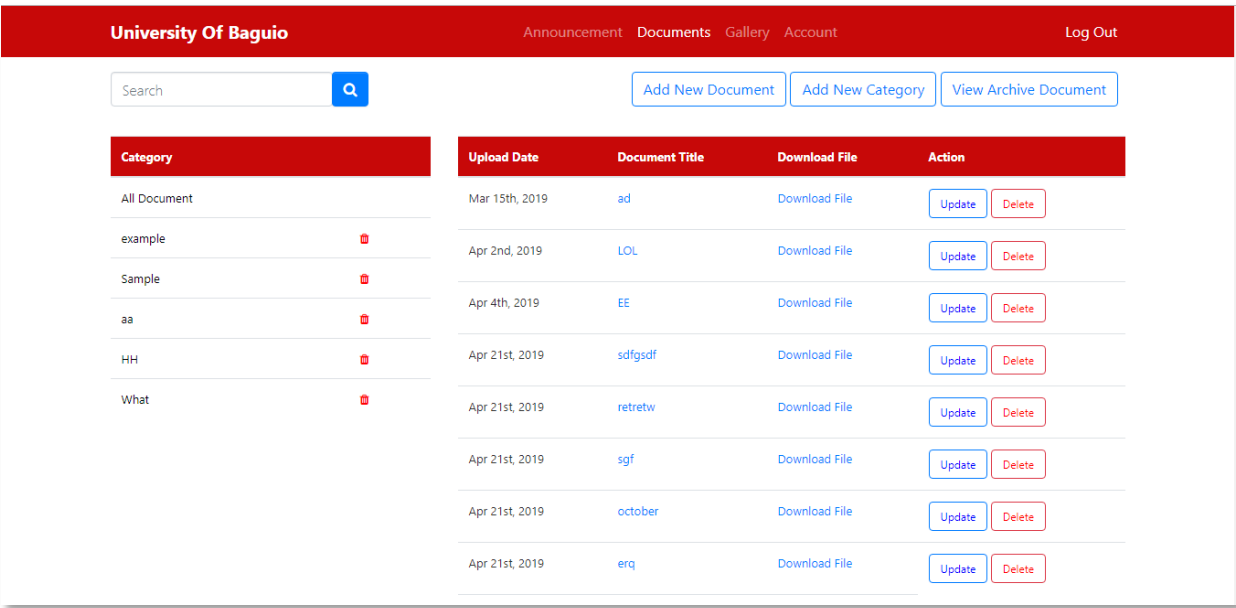 University Of Baguio Announcement Documents Gallery Account Log Out
Search Add New Document Add New Category View Archive Document
Category
All Document
example
Sample
aa
HH
What
Upload Date Document Title Download File Action
Mar 15th, 2019 ad Download File Update Delete
Apr 2nd, 2019 LOL Download File Update Delete
Apr 4th, 2019 EE Download File Update Delete
Apr 21st, 2019 sdfgsdf Download File Update Delete
Apr 21st, 2019 retretw Download File Update Delete
Apr 21st, 2019 sgf Download File Update Delete
Apr 21st, 2019 october Download File Update Delete
Apr 21st, 2019 erq Download File Update Delete